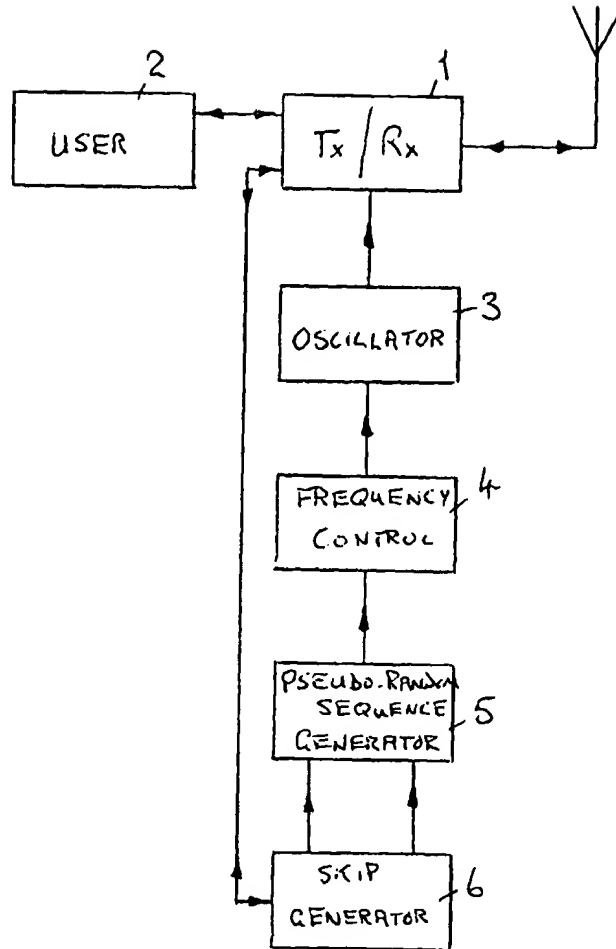 2
USER
1
Tx / Rx
3
OSCILLATOR
4
FREQUENCY
CONTROL
PSEUDO-RANDOM
SEQUENCE
GENERATOR
5
SKIP
GENERATOR
6